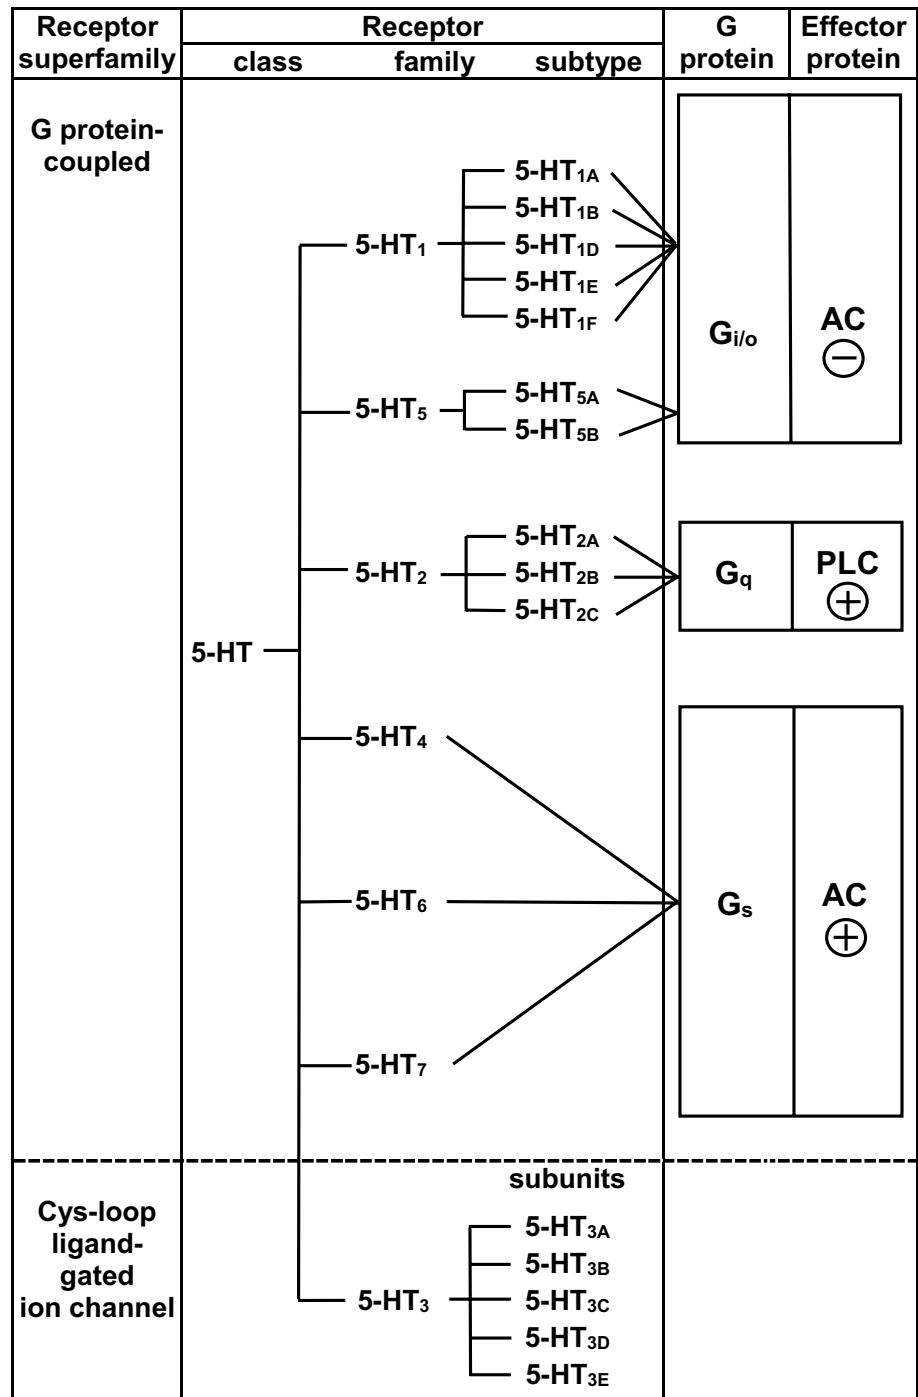 Receptor superfamily
Receptor
G protein
Effector protein
class family subtype
G protein-
coupled
5-HT1A
5-HT1B
5-HT1 5-HT1D
5-HT1E
5-HT1F
Gi/o AC
−
5-HT5A
5-HT5
5-HT5B
5-HT2A
5-HT2 5-HT2B Gq PLC
5-HT2C +
5-HT
5-HT4
5-HT6 Gs AC
+
5-HT7
subunits
Cys-loop
ligand-
gated
ion channel
5-HT3A
5-HT3B
5-HT3 5-HT3C
5-HT3D
5-HT3E